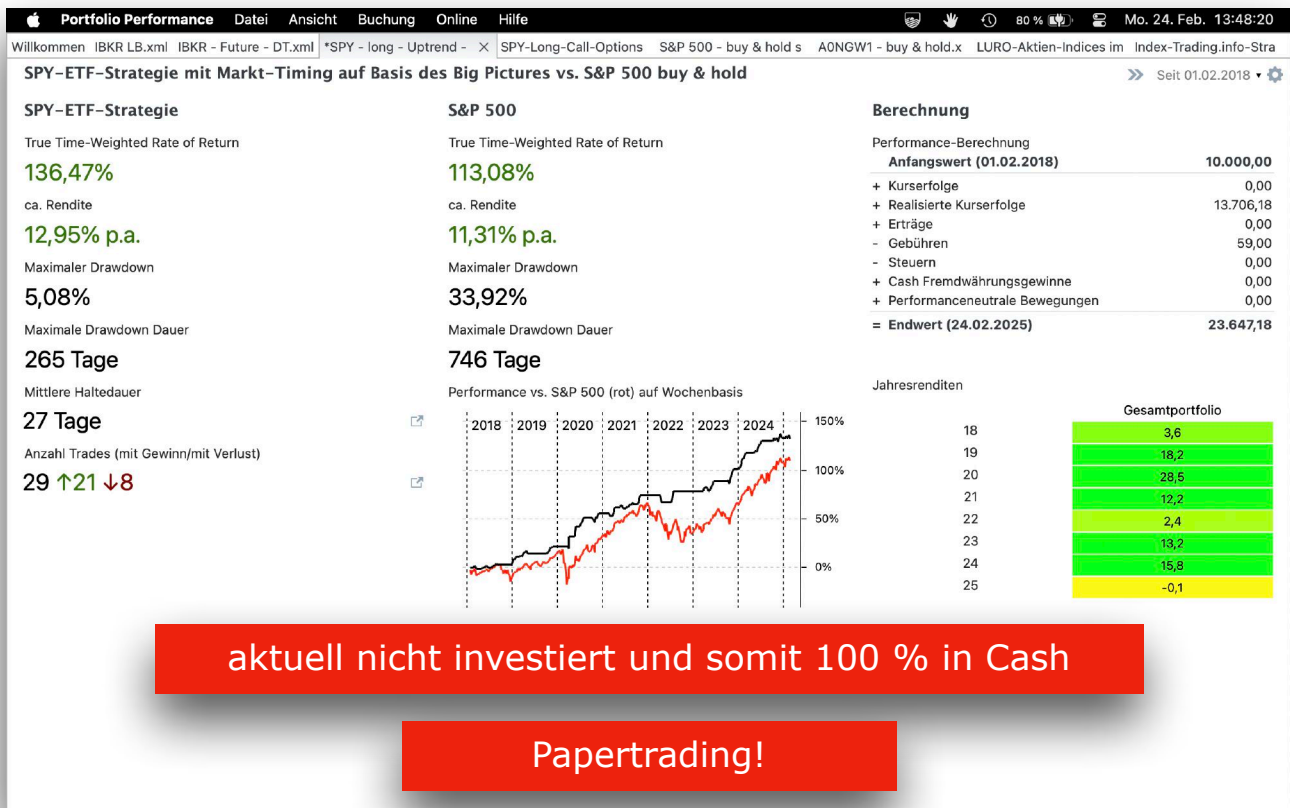 Portfolio Performance Datei Ansicht Buchung Online Hilfe 80 % Mo. 24. Feb. 13:48:20
Willkommen IBKR LB.xml IBKR - Future - DT.xml *SPY - long - Uptrend - SPY-Long-Call-Options S&P 500 - buy & hold s A0NGW1 - buy & hold.x LURO-Aktien-Indices im Index-Trading.info-Stra
SPY-ETF-Strategie mit Markt-Timing auf Basis des Big Pictures vs. S&P 500 buy & hold
Seit 01.02.2018
SPY-ETF-Strategie
True Time-Weighted Rate of Return
136,47%
ca. Rendite
12,95% p.a.
Maximaler Drawdown
5,08%
Maximale Drawdown Dauer
265 Tage
Mittlere Haltedauer
27 Tage
Anzahl Trades (mit Gewinn/mit Verlust)
29 ↑21 ↓8
S&P 500
True Time-Weighted Rate of Return
113,08%
ca. Rendite
11,31% p.a.
Maximaler Drawdown
33,92%
Maximale Drawdown Dauer
746 Tage
Performance vs. S&P 500 (rot) auf Wochenbasis
2018 2019 2020 2021 2022 2023 2024
150%
100%
50%
0%
Berechnung
Performance-Berechnung
Anfangswert (01.02.2018) 10.000,00
+ Kurserfolge 0,00
+ Realisierte Kurserfolge 13.706,18
+ Erträge 0,00
- Gebühren 59,00
- Steuern 0,00
+ Cash Fremdwährungsgewinne 0,00
+ Performanceneutrale Bewegungen 0,00
= Endwert (24.02.2025) 23.647,18
Jahresrenditen
Gesamtportfolio
18 3,6
19 18,2
20 28,5
21 12,2
22 2,4
23 13,2
24 15,8
25 -0,1
aktuell nicht investiert und somit 100 % in Cash
Papertrading!